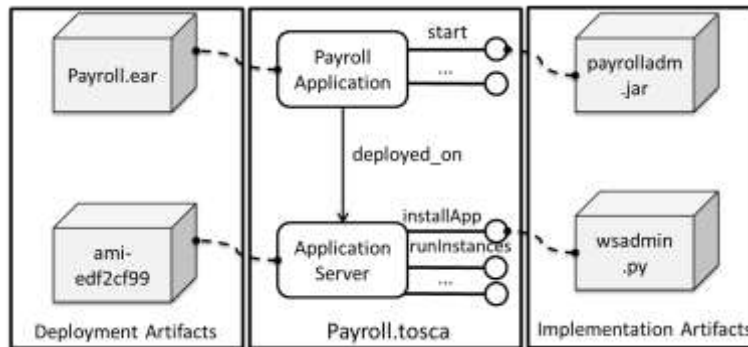 Payroll.ear
ami-
edf2cf99
Deployment Artifacts
Payroll
Application
start
...
deployed_on
Application
Server
installApp
runInstances
...
Payroll.tosca
payrolladm
.jar
wsadmin
.py
Implementation Artifacts